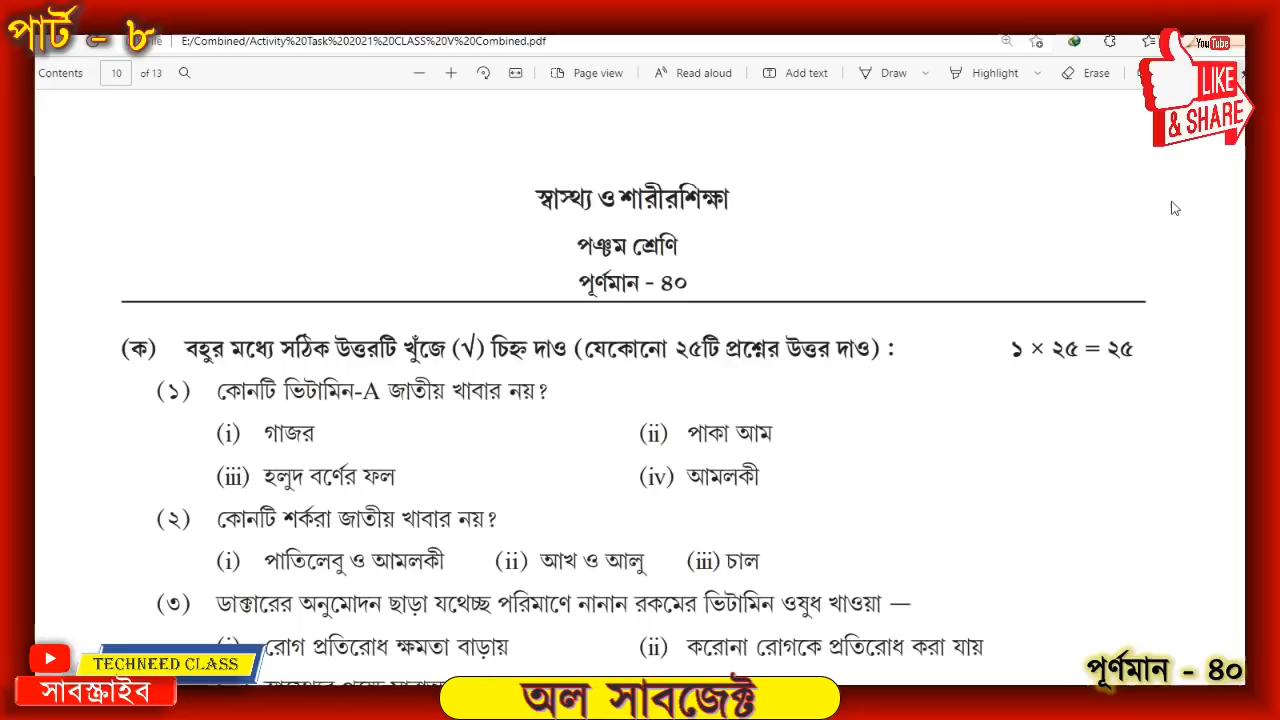 পার্ট - ৮
E:/Combined/Activity%20Task%202021%20CLASS%20V%20Combined.pdf
YouTube
Contents 10 of 13 Page view Read aloud Add text Draw Highlight Erase
LIKE
& SHARE
স্বাস্থ্য ও শারীরশিক্ষা
পঞ্চম শ্রেণি
পূর্ণমান - ৪০
(ক) বহুর মধ্যে সঠিক উত্তরটি খুঁজে (√) চিহ্ন দাও (যেকোনো ২৫টি প্রশ্নের উত্তর দাও) : ১ × ২৫ = ২৫
(১) কোনটি ভিটামিন-A জাতীয় খাবার নয়?
(i) গাজর (ii) পাকা আম
(iii) হলুদ বর্ণের ফল (iv) আমলকী
(২) কোনটি শর্করা জাতীয় খাবার নয়?
(i) পাতিলেবু ও আমলকী (ii) আখ ও আলু (iii) চাল
(৩) ডাক্তারের অনুমোদন ছাড়া যথেচ্ছ পরিমাণে নানান রকমের ভিটামিন ওষুধ খাওয়া —
(i) রোগ প্রতিরোধ ক্ষমতা বাড়ায় (ii) করোনা রোগকে প্রতিরোধ করা যায়
TECHNEED CLASS
সাবস্ক্রাইব
অল সাবজেক্ট
পূর্ণমান - ৪০